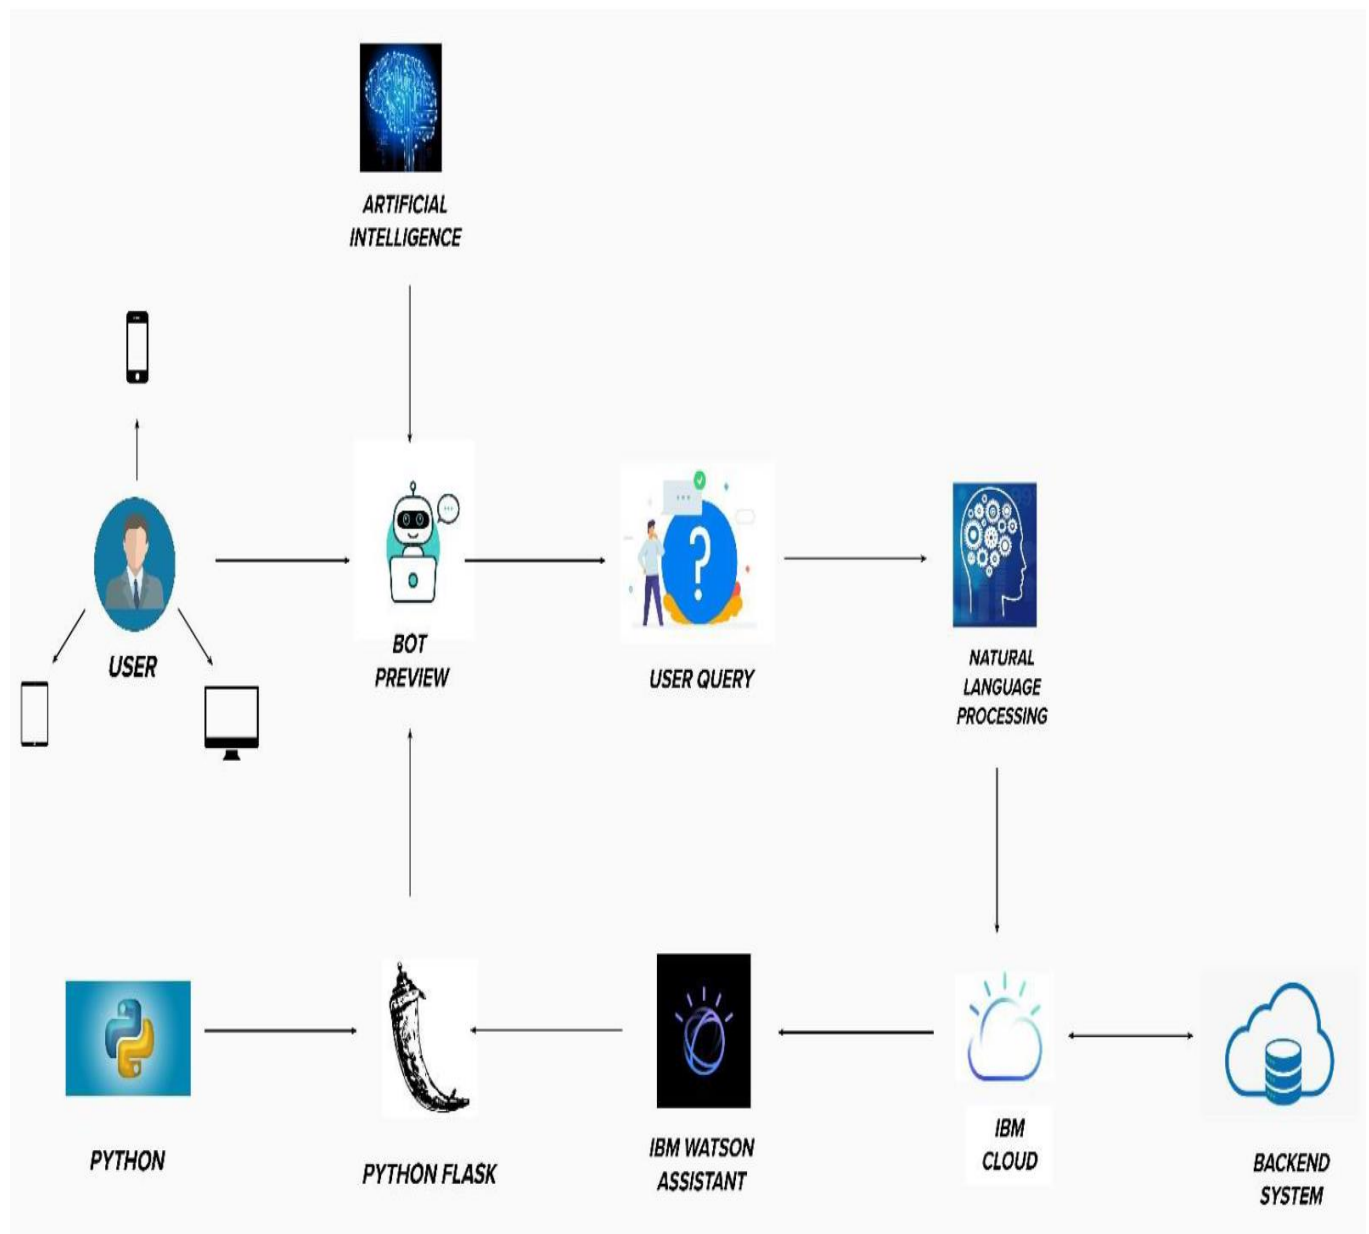 ARTIFICIAL
INTELLIGENCE
USER
BOT
PREVIEW
USER QUERY
NATURAL
LANGUAGE
PROCESSING
PYTHON
PYTHON FLASK
IBM WATSON
ASSISTANT
IBM
CLOUD
BACKEND
SYSTEM